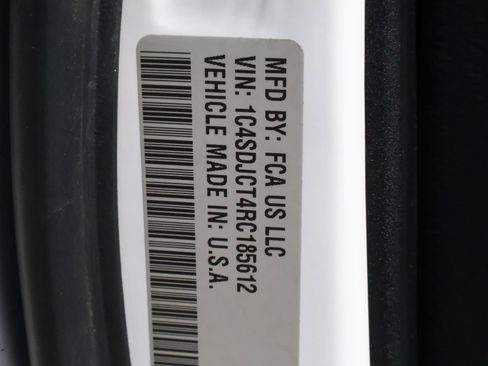 MFD BY: FCA US LLC
VIN: 1C4SDJCT4RC185612
VEHICLE MADE IN: U.S.A.